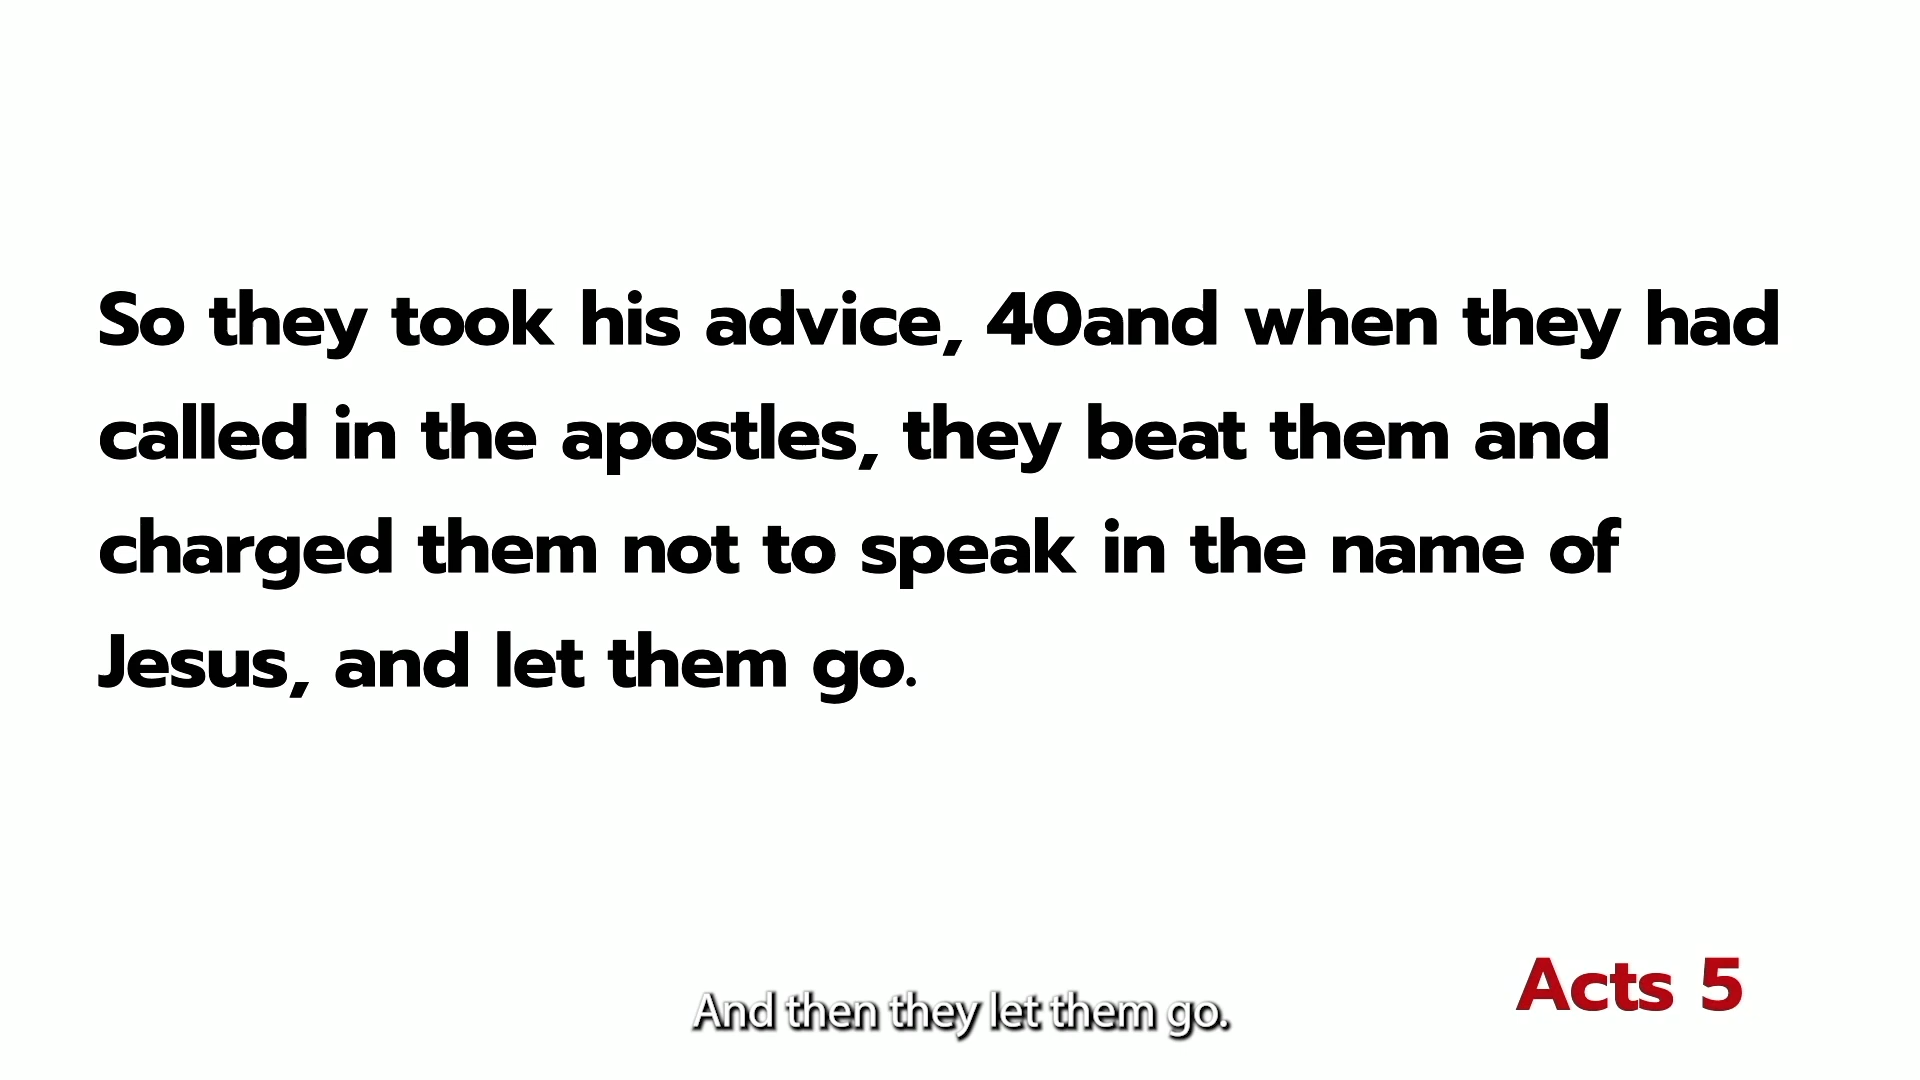 So they took his advice, 40and when they had
called in the apostles, they beat them and
charged them not to speak in the name of
Jesus, and let them go.
Acts 5
And then they let them go.